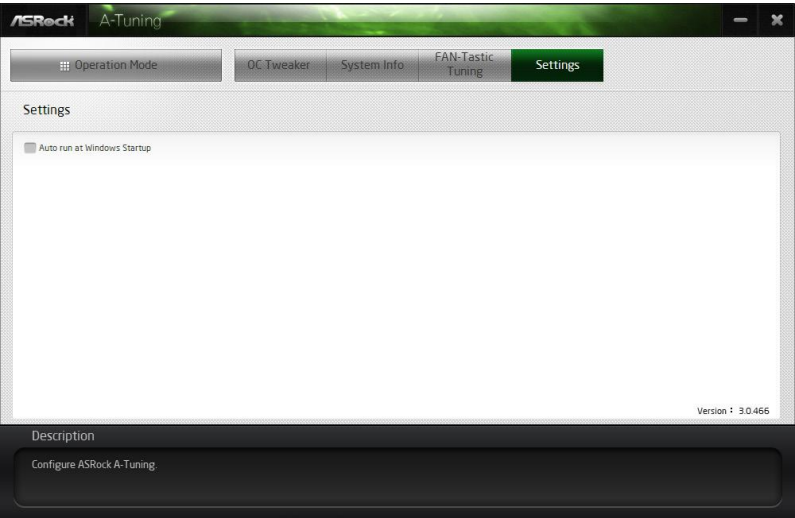 ASRock A-Tuning
Operation Mode OC Tweaker System Info FAN-Tastic Tuning Settings
Settings
Auto run at Windows Startup
Version : 3.0.466
Description
Configure ASRock A-Tuning.